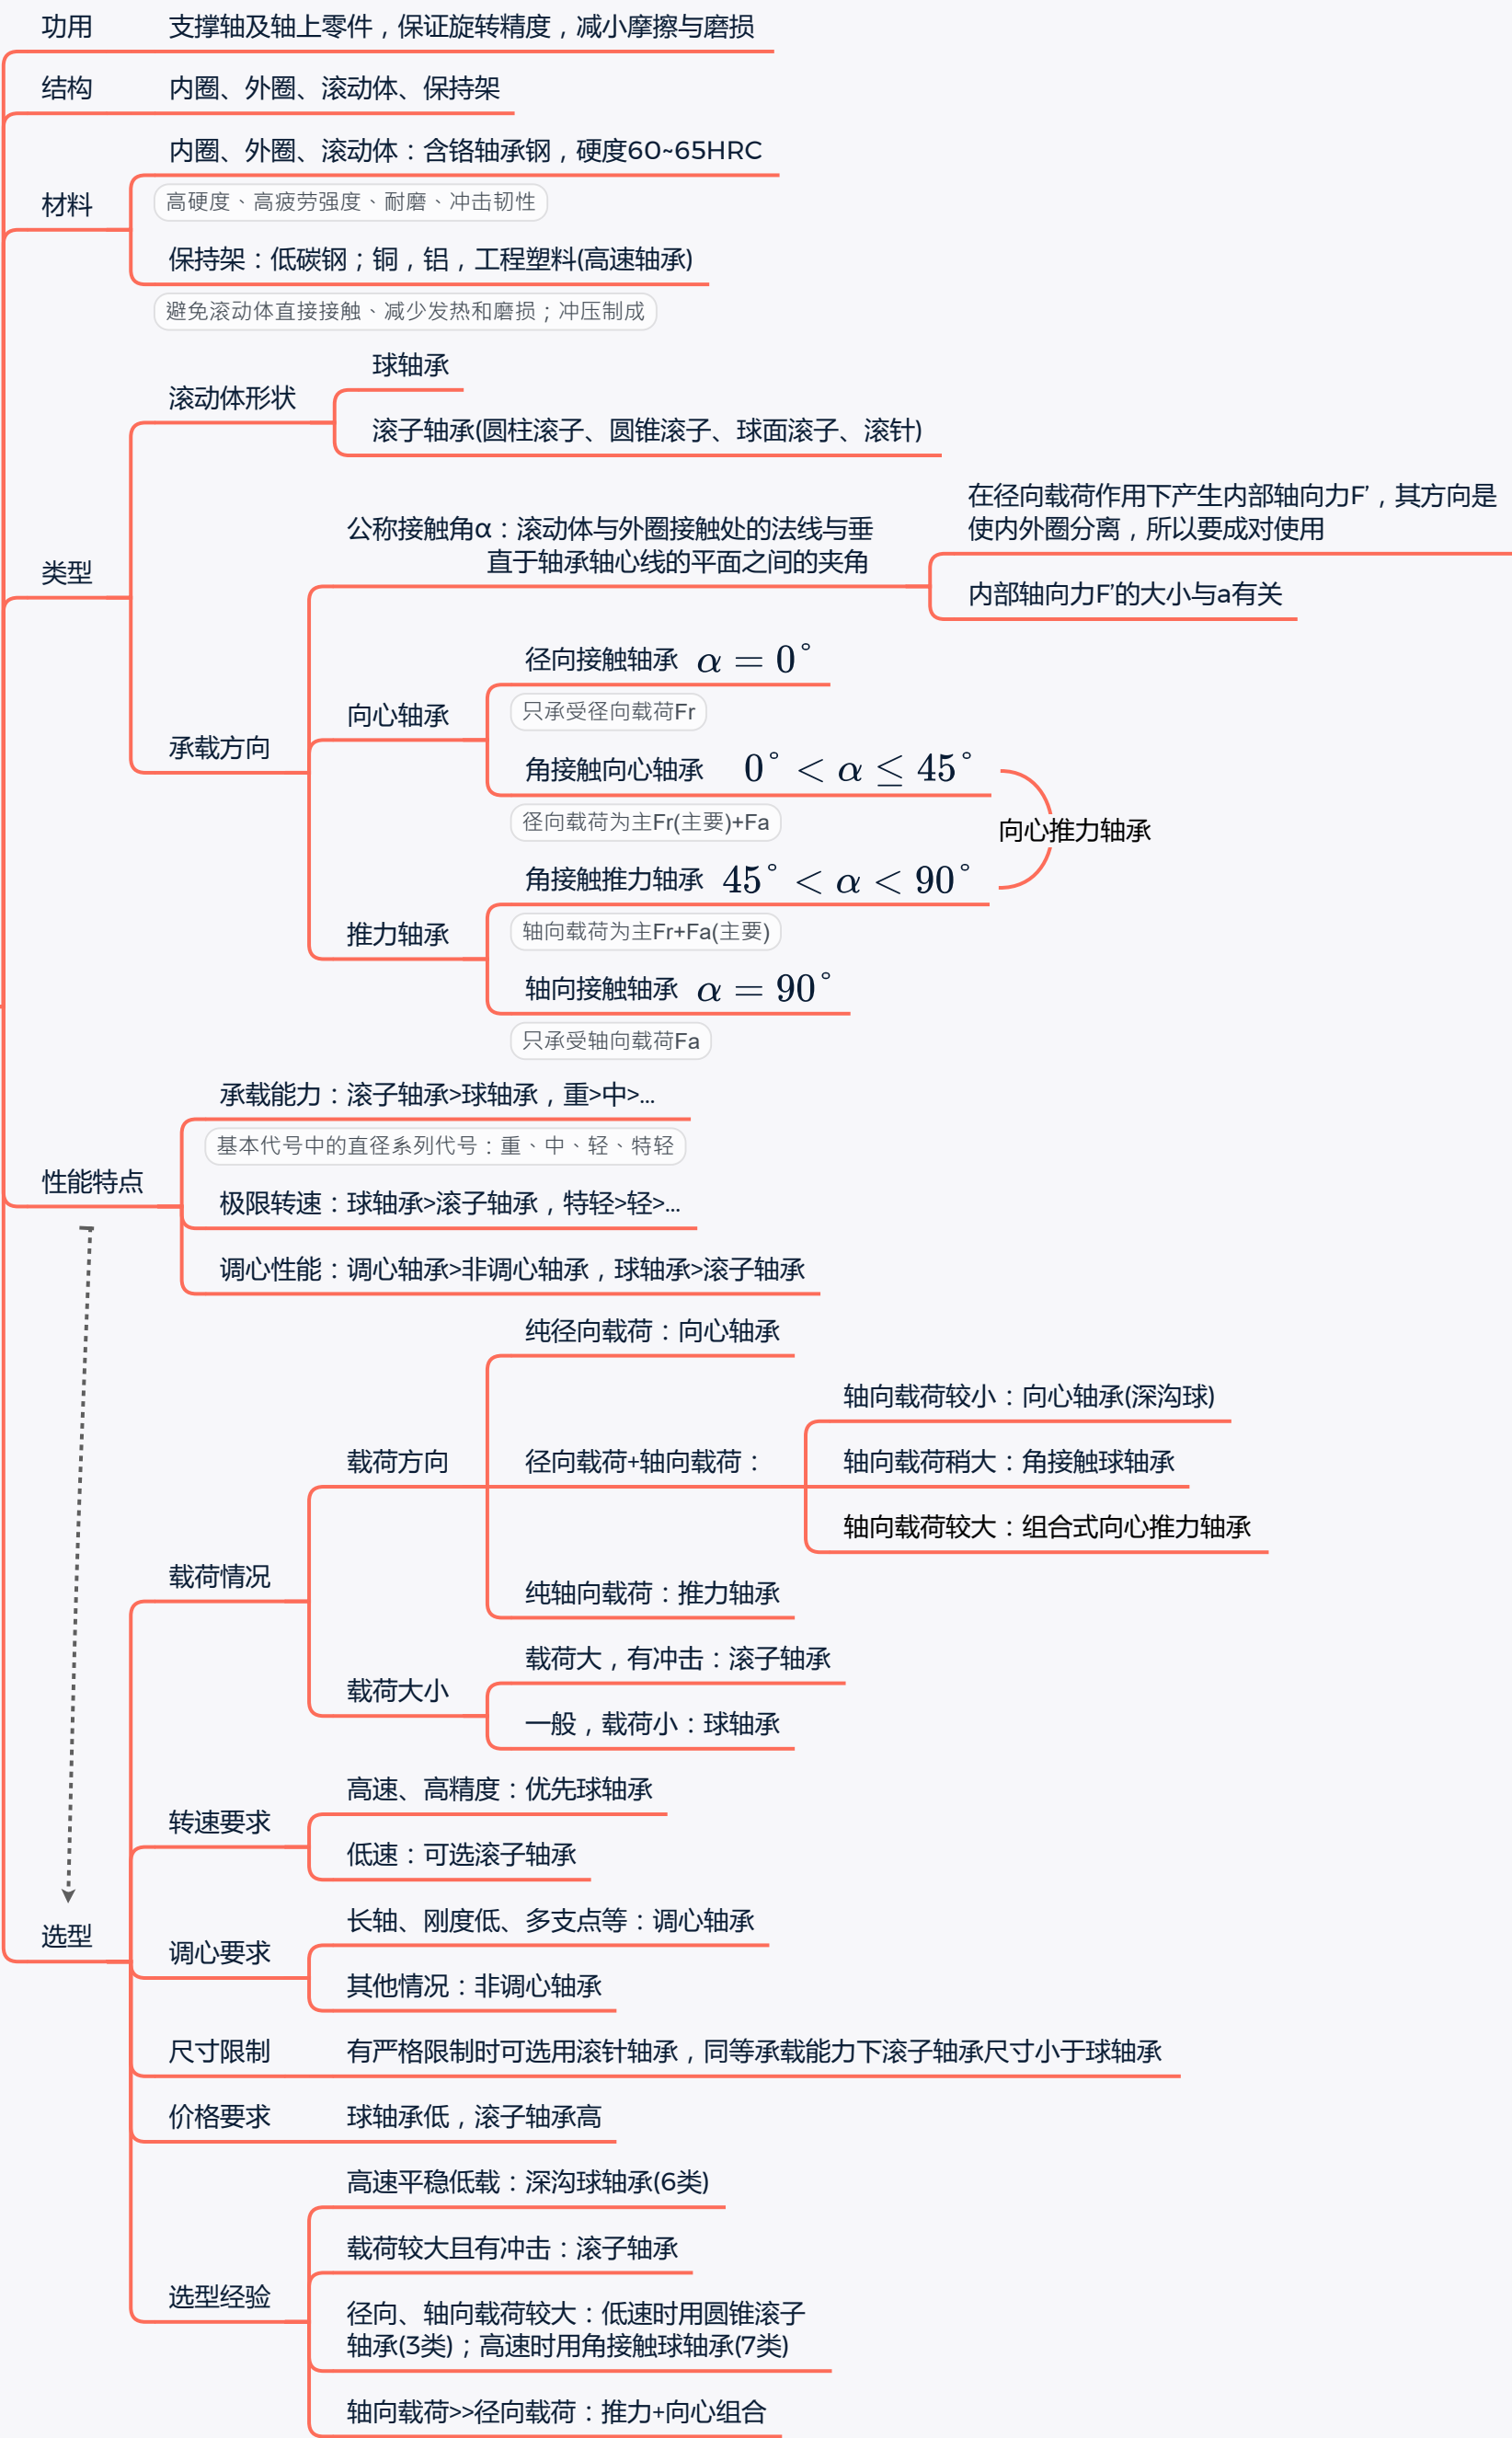 功用
支撑轴及轴上零件，保证旋转精度，减小摩擦与磨损
结构
内圈、外圈、滚动体、保持架
材料
内圈、外圈、滚动体：含铬轴承钢，硬度60~65HRC
高硬度、高疲劳强度、耐磨、冲击韧性
保持架：低碳钢；铜，铝，工程塑料(高速轴承)
避免滚动体直接接触、减少发热和磨损；冲压制成
类型
滚动体形状
球轴承
滚子轴承(圆柱滚子、圆锥滚子、球面滚子、滚针)
承载方向
公称接触角α：滚动体与外圈接触处的法线与垂
直于轴承轴心线的平面之间的夹角
在径向载荷作用下产生内部轴向力F’，其方向是
使内外圈分离，所以要成对使用
内部轴向力F’的大小与a有关
向心轴承
径向接触轴承 α = 0°
只承受径向载荷Fr
角接触向心轴承 0° < α ≤ 45°
径向载荷为主Fr(主要)+Fa
向心推力轴承
推力轴承
角接触推力轴承 45° < α < 90°
轴向载荷为主Fr+Fa(主要)
轴向接触轴承 α = 90°
只承受轴向载荷Fa
性能特点
承载能力：滚子轴承>球轴承，重>中>...
基本代号中的直径系列代号：重、中、轻、特轻
极限转速：球轴承>滚子轴承，特轻>轻>...
调心性能：调心轴承>非调心轴承，球轴承>滚子轴承
选型
载荷情况
载荷方向
纯径向载荷：向心轴承
径向载荷+轴向载荷：
轴向载荷较小：向心轴承(深沟球)
轴向载荷稍大：角接触球轴承
轴向载荷较大：组合式向心推力轴承
纯轴向载荷：推力轴承
载荷大小
载荷大，有冲击：滚子轴承
一般，载荷小：球轴承
转速要求
高速、高精度：优先球轴承
低速：可选滚子轴承
调心要求
长轴、刚度低、多支点等：调心轴承
其他情况：非调心轴承
尺寸限制
有严格限制时可选用滚针轴承，同等承载能力下滚子轴承尺寸小于球轴承
价格要求
球轴承低，滚子轴承高
选型经验
高速平稳低载：深沟球轴承(6类)
载荷较大且有冲击：滚子轴承
径向、轴向载荷较大：低速时用圆锥滚子
轴承(3类)；高速时用角接触球轴承(7类)
轴向载荷>>径向载荷：推力+向心组合